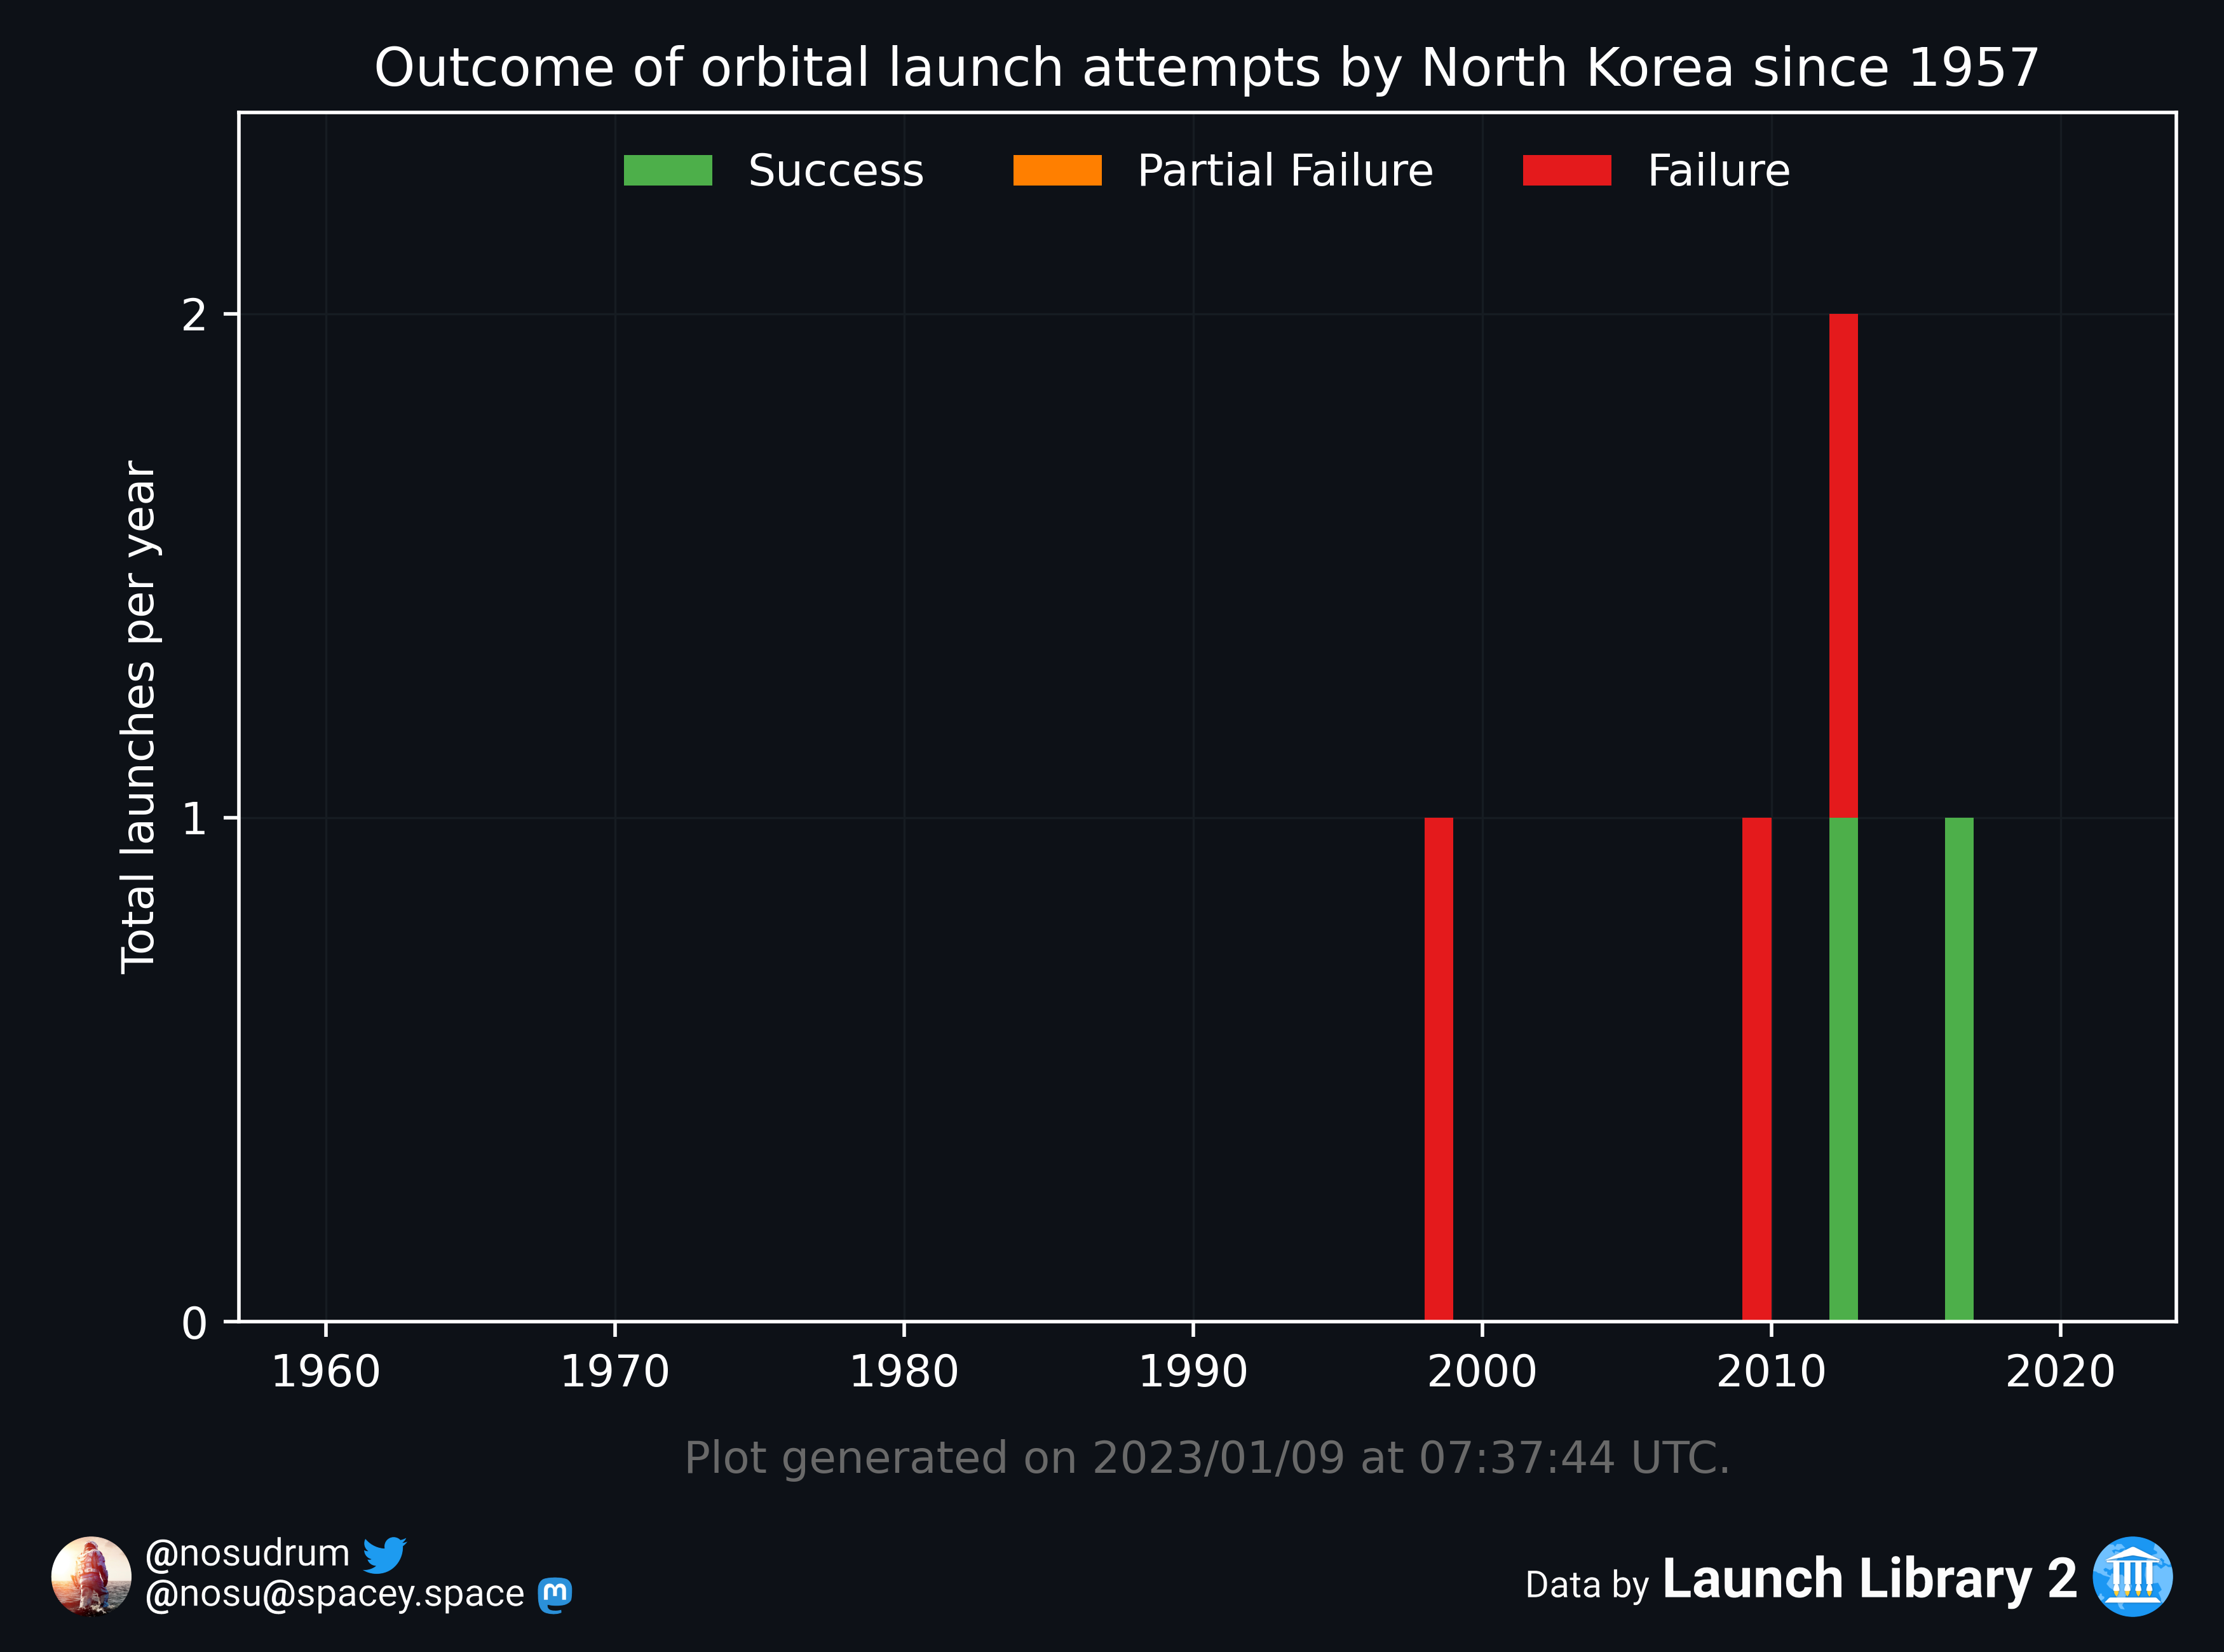 Outcome of orbital launch attempts by North Korea since 1957
Success Partial Failure Failure
Total launches per year
2
1
0
1960 1970 1980 1990 2000 2010 2020
Plot generated on 2023/01/09 at 07:37:44 UTC.
@nosudrum
@nosu@spacey.space
Data by Launch Library 2